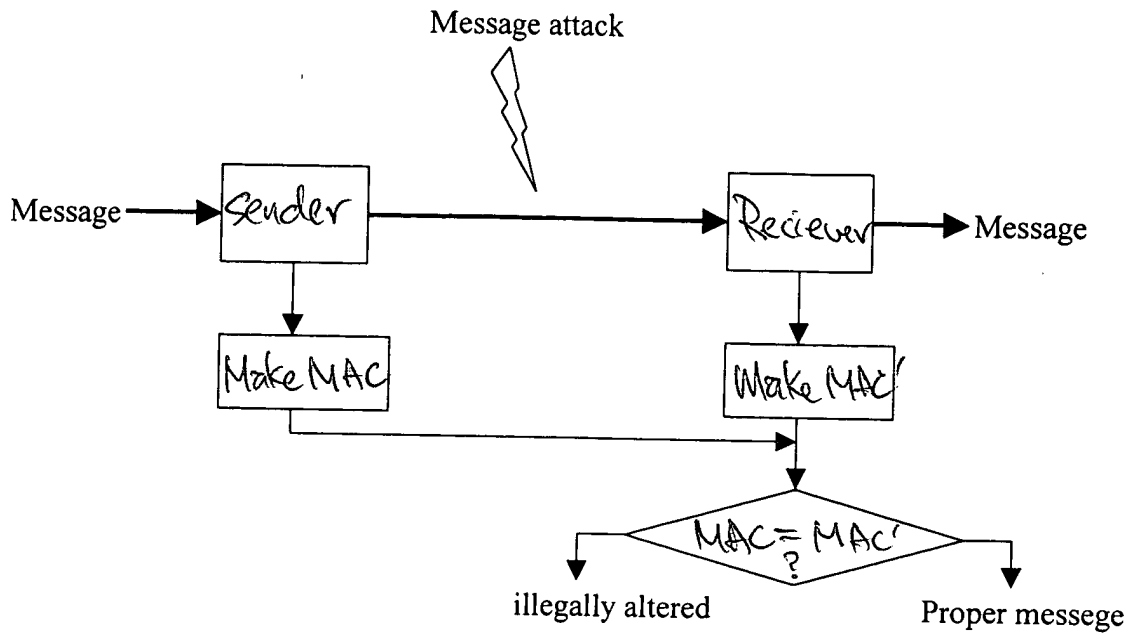 Message attack
Message
Sender
Reciever
Message
Make MAC
Make MAC'
MAC = MAC'
?
illegally altered
Proper messege